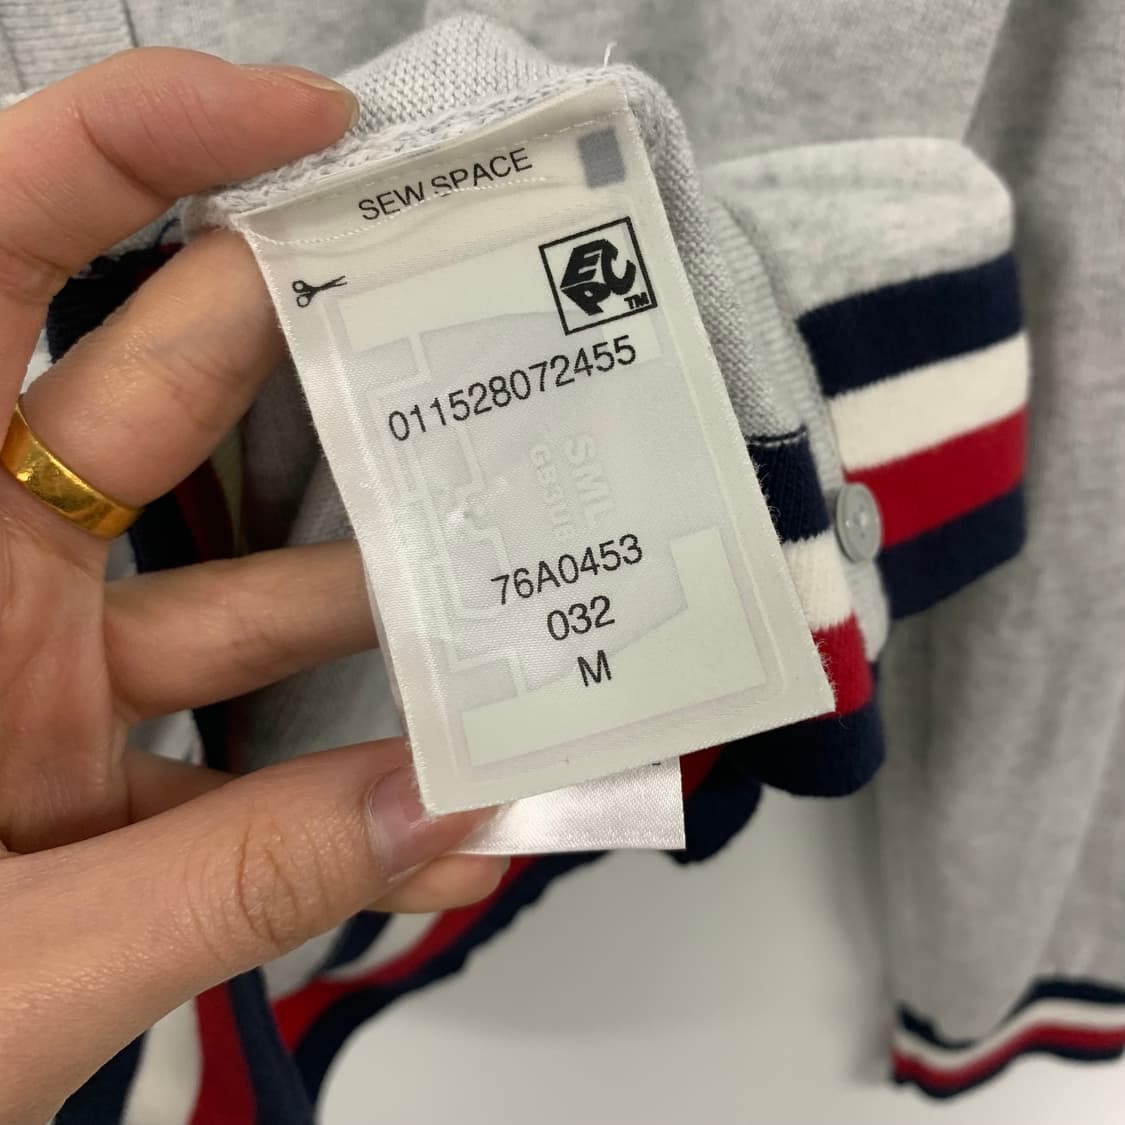 SEW SPACE
EPC TM
011528072455
SML
76A0453
032
M